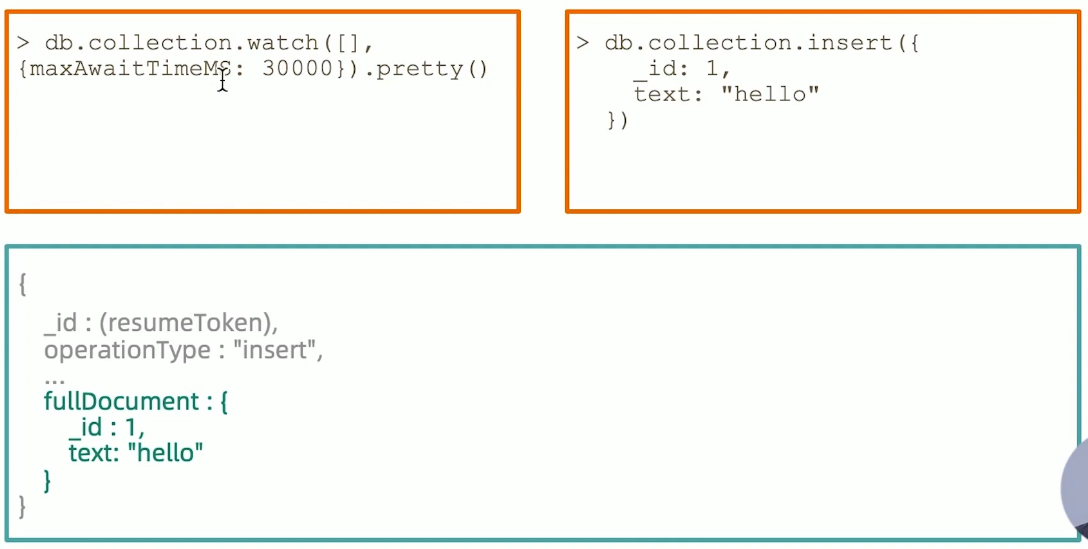 > db.collection.watch([],
{maxAwaitTimeMS: 30000}).pretty()
> db.collection.insert({
_id: 1,
text: "hello"
})
{
_id : (resumeToken),
operationType : "insert",
...
fullDocument : {
_id : 1,
text: "hello"
}
}